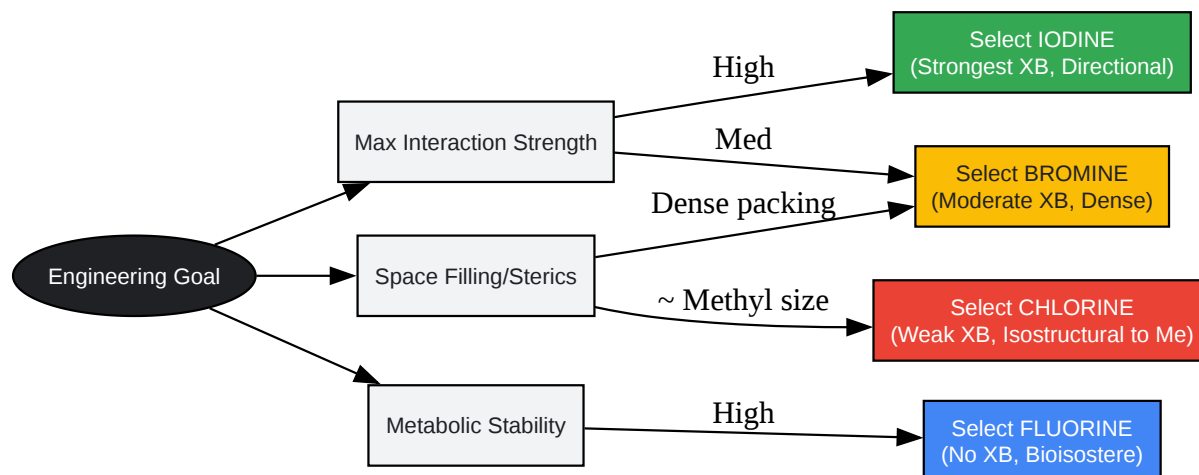 Engineering Goal
Max Interaction Strength
Space Filling/Sterics
Metabolic Stability
High
Med
Dense packing
~ Methyl size
High
Select IODINE
(Strongest XB, Directional)
Select BROMINE
(Moderate XB, Dense)
Select CHLORINE
(Weak XB, Isostructural to Me)
Select FLUORINE
(No XB, Bioisostere)